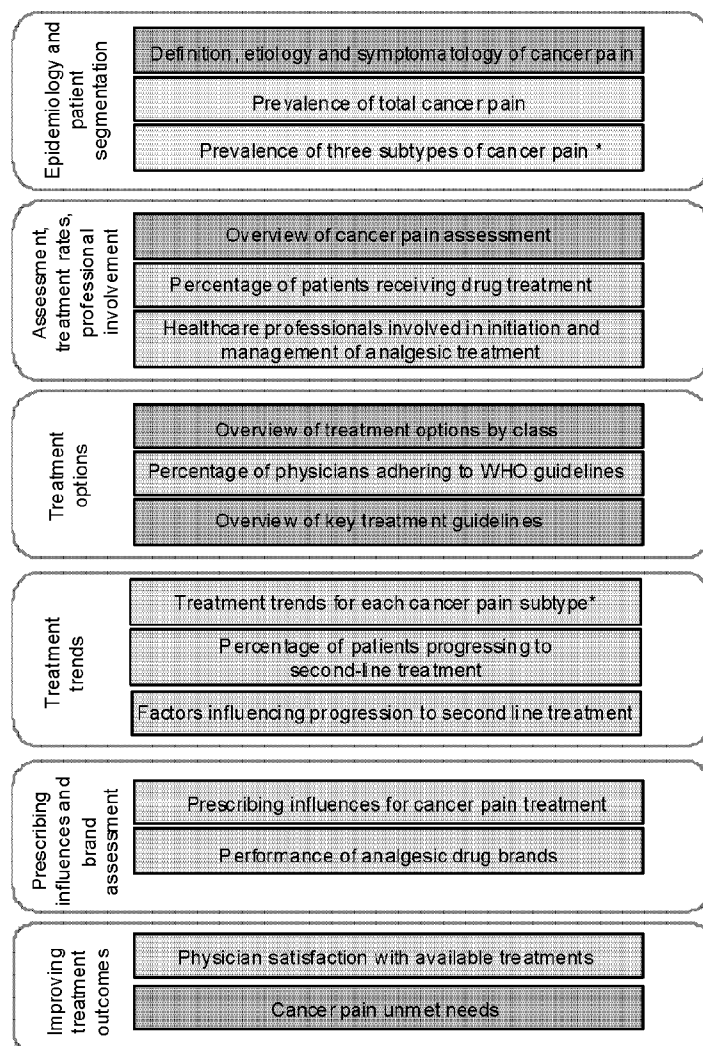 Epidemiology and
patient
segmentation
Definition, etiology and symptomatology of cancer pain
Prevalence of total cancer pain
Prevalence of three subtypes of cancer pain *
Assessment,
treatment rates,
professional
involvement
Overview of cancer pain assessment
Percentage of patients receiving drug treatment
Healthcare professionals involved in initiation and
management of analgesic treatment
Treatment
options
Overview of treatment options by class
Percentage of physicians adhering to WHO guidelines
Overview of key treatment guidelines
Treatment
trends
Treatment trends for each cancer pain subtype*
Percentage of patients progressing to
second-line treatment
Factors influencing progression to second line treatment
Prescribing
influences and
brand
assessment
Prescribing influences for cancer pain treatment
Performance of analgesic drug brands
Improving
treatment
outcomes
Physician satisfaction with available treatments
Cancer pain unmet needs